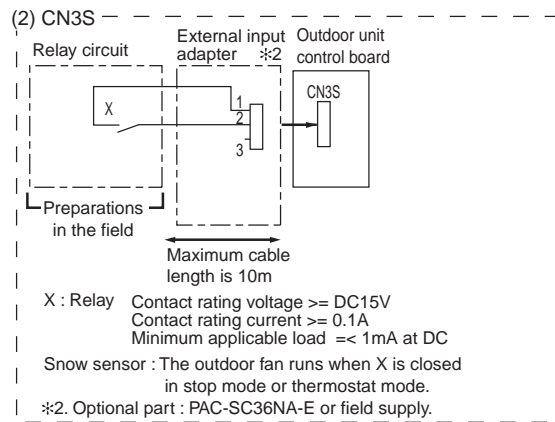 (2) CN3S
Relay circuit
External input
adapter ✻2
Outdoor unit
control board
X
1
2
3
CN3S
Preparations
in the field
Maximum cable
length is 10m
X : Relay
Contact rating voltage >= DC15V
Contact rating current >= 0.1A
Minimum applicable load =< 1mA at DC
Snow sensor : The outdoor fan runs when X is closed
in stop mode or thermostat mode.
✻2. Optional part : PAC-SC36NA-E or field supply.